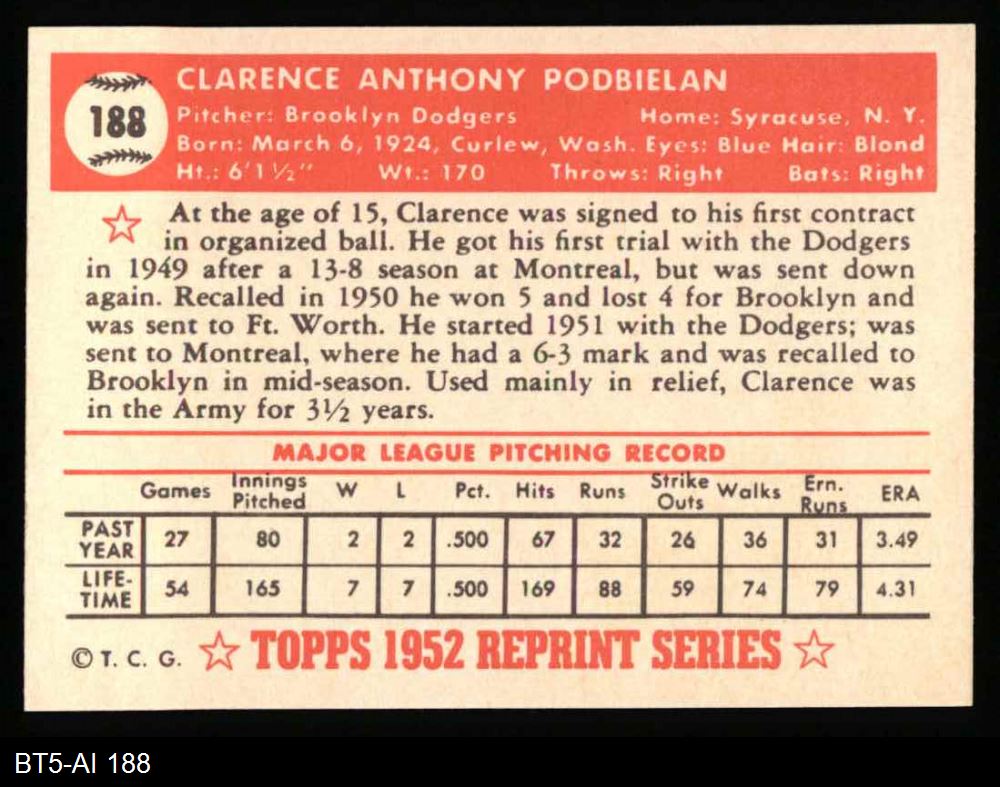 188
CLARENCE ANTHONY PODBIELAN
Pitcher: Brooklyn Dodgers Home: Syracuse, N. Y.
Born: March 6, 1924, Curlew, Wash. Eyes: Blue Hair: Blond
Ht.: 6'1½" Wt.: 170 Throws: Right Bats: Right
At the age of 15, Clarence was signed to his first contract
in organized ball. He got his first trial with the Dodgers
in 1949 after a 13-8 season at Montreal, but was sent down
again. Recalled in 1950 he won 5 and lost 4 for Brooklyn and
was sent to Ft. Worth. He started 1951 with the Dodgers; was
sent to Montreal, where he had a 6-3 mark and was recalled to
Brooklyn in mid-season. Used mainly in relief, Clarence was
in the Army for 3½ years.
MAJOR LEAGUE PITCHING RECORD
Games Innings Pitched W L Pct. Hits Runs Strike Outs Walks Ern. Runs ERA
PAST YEAR 27 80 2 2 .500 67 32 26 36 31 3.49
LIFE-TIME 54 165 7 7 .500 169 88 59 74 79 4.31
© T. C. G. TOPPS 1952 REPRINT SERIES
BT5-AI 188